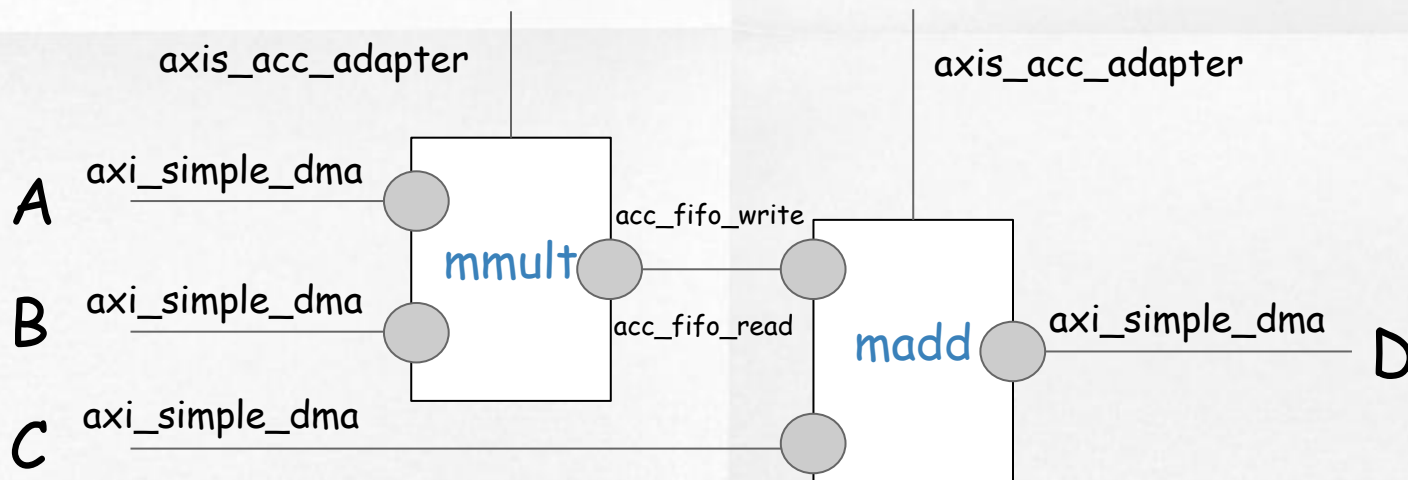 axis_acc_adapter
axis_acc_adapter
A
axi_simple_dma
acc_fifo_write
mmult
B
axi_simple_dma
acc_fifo_read
madd
axi_simple_dma
D
C
axi_simple_dma